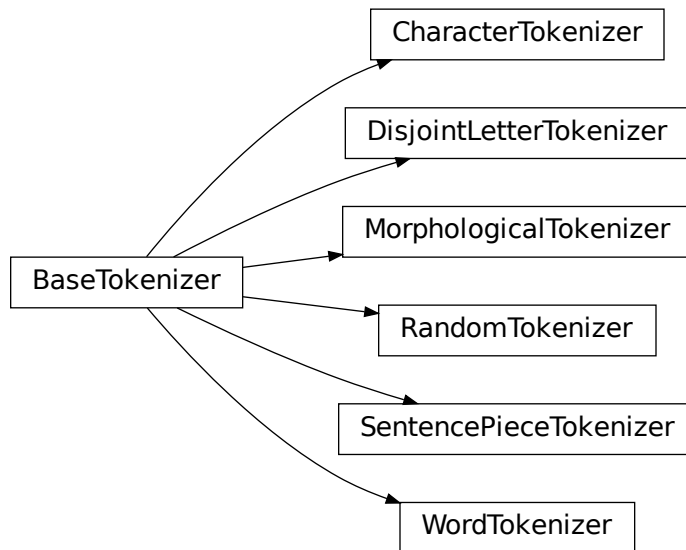 CharacterTokenizer
DisjointLetterTokenizer
MorphologicalTokenizer
BaseTokenizer
RandomTokenizer
SentencePieceTokenizer
WordTokenizer